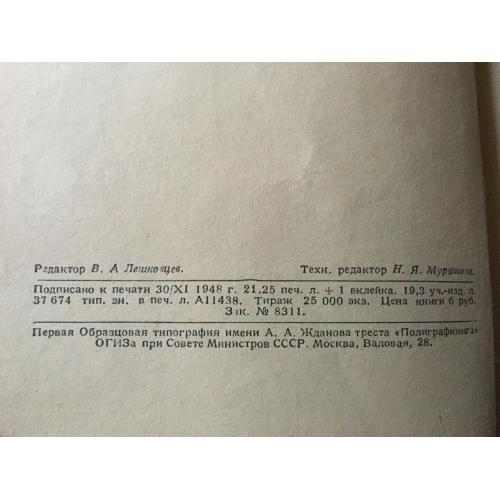 Редактор В. А Лешковцев. Техн. редактор Н. Я. Мурашова.
Подписано к печати 30/XI 1948 г. 21,25 печ. л. + 1 вклейка. 19,3 уч.-изд. л.
37 674 тип. зн. в печ. л. А11438. Тираж 25 000 экз. Цена книги 6 руб.
Зак. № 8311.
Первая Образцовая типография имени А. А. Жданова треста «Полиграфкнига»
ОГИЗа при Совете Министров СССР. Москва, Валовая, 28.